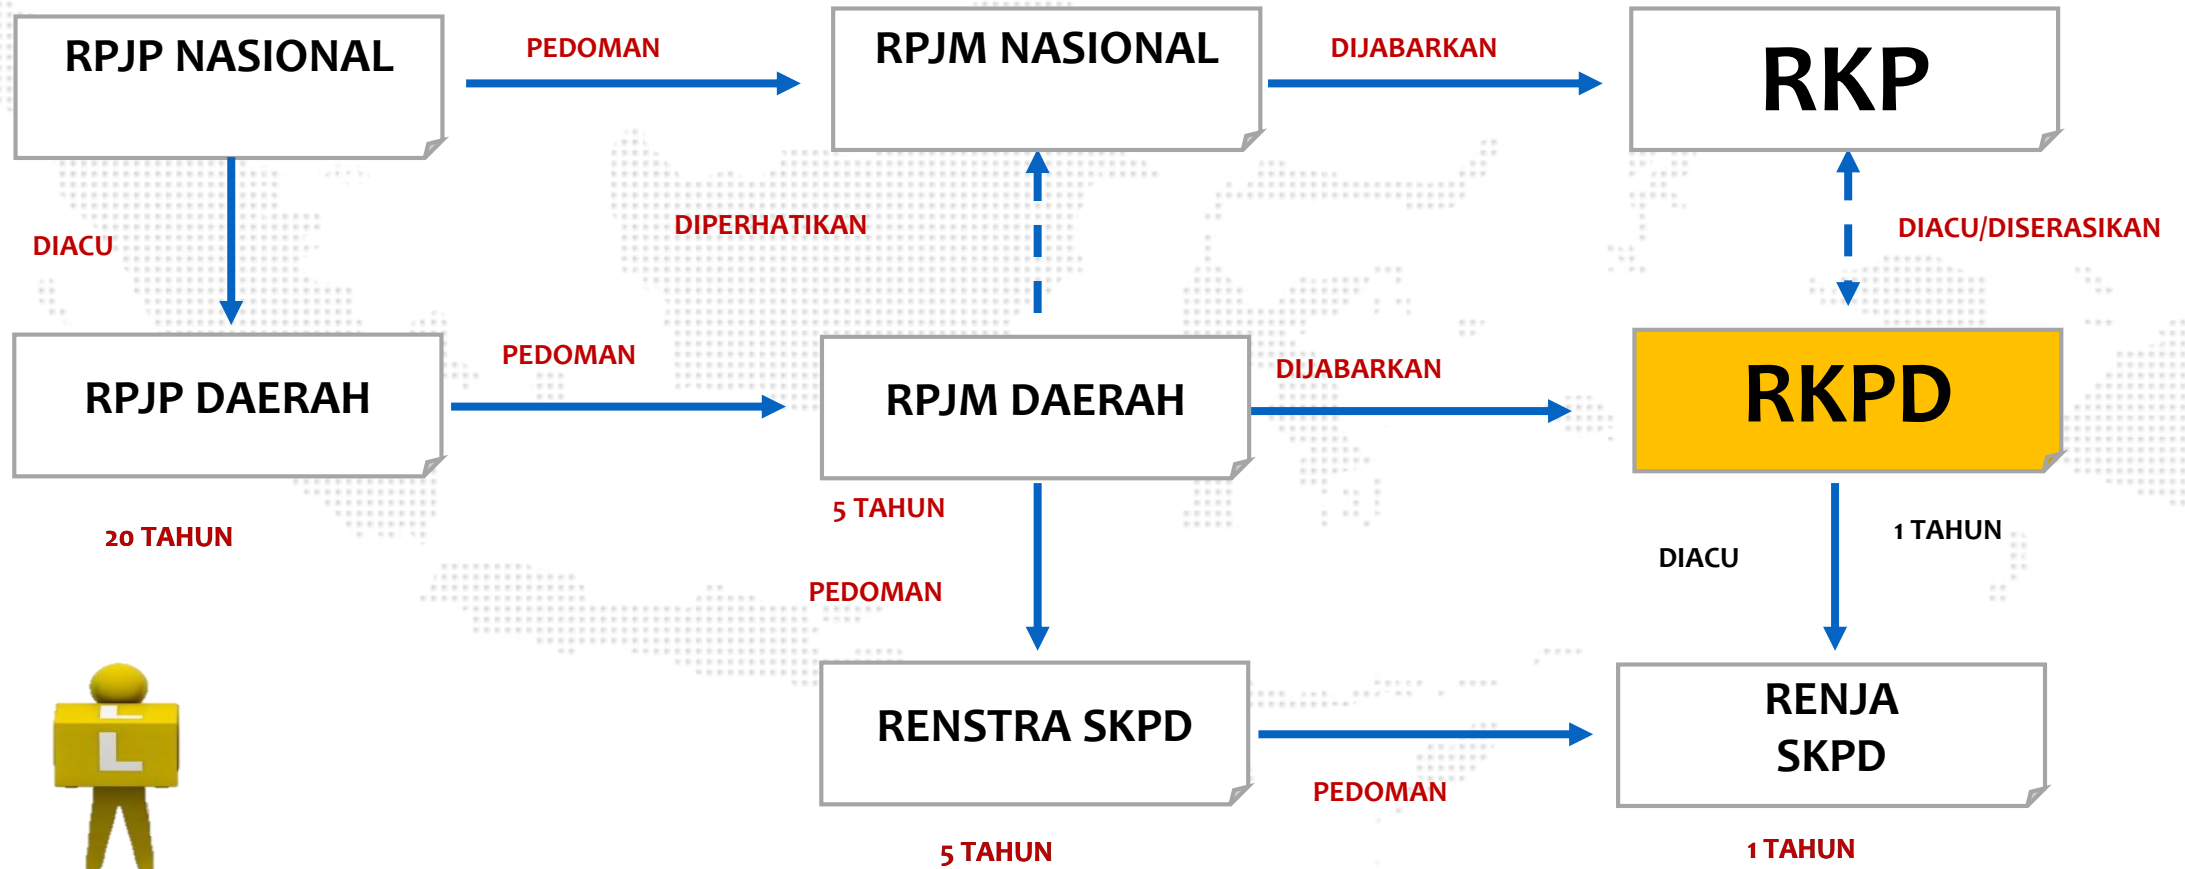 RPJP NASIONAL
PEDOMAN
RPJM NASIONAL
DIJABARKAN
RKP
DIACU
DIPERHATIKAN
DIACU/DISERASIKAN
RPJP DAERAH
PEDOMAN
RPJM DAERAH
DIJABARKAN
RKPD
20 TAHUN
5 TAHUN
1 TAHUN
DIACU
PEDOMAN
RENSTRA SKPD
PEDOMAN
RENJA
SKPD
5 TAHUN
1 TAHUN
L
L